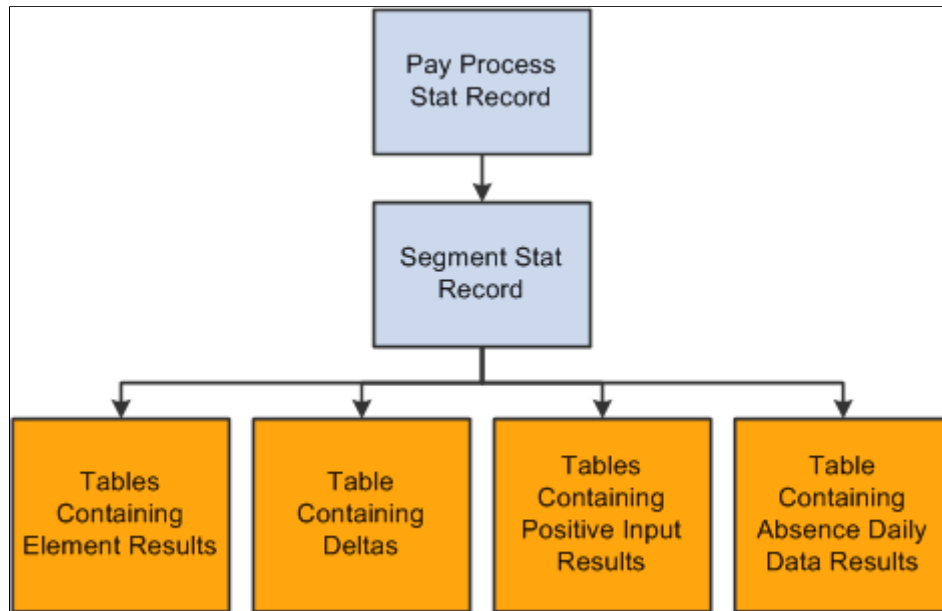 Pay Process
Stat Record
Segment Stat
Record
Tables
Containing
Element Results
Table
Containing
Deltas
Tables
Containing
Positive Input
Results
Table
Containing
Absence Daily
Data Results